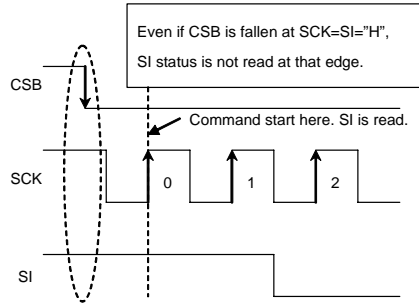 Even if CSB is fallen at SCK=SI="H",
SI status is not read at that edge.
CSB
Command start here. SI is read.
SCK
0
1
2
SI